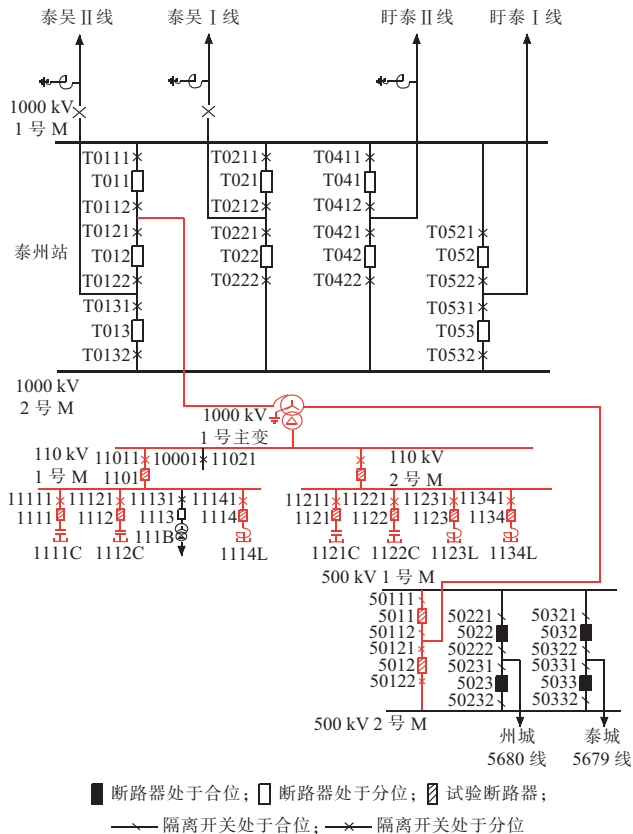 泰吴Ⅱ线 泰吴Ⅰ线 盱泰Ⅱ线 盱泰Ⅰ线
1000 kV
1 号 M
T0111 T0211 T0411
T011 T021 T041
T0112 T0212 T0412
T0121 T0221 T0421 T0521
泰州站 T012 T022 T042 T052
T0122 T0222 T0422 T0522
T0131 T0531
T013 T053
T0132 T0532
1000 kV
2 号 M
1000 kV
1 号主变
110 kV 11011 10001 11021 110 kV
1 号 M 1101 2 号 M
11111 11121 11131 11141 11211 11221 11231 11341
1111 1112 1113 1114 1121 1122 1123 1134
111B
1111C 1112C 1114L 1121C 1122C 1123L 1134L
500 kV 1 号 M
50111 50221 50321
5011 5022 5032
50112 50222 50322
50121 50231 50331
5012 5023 5033
50122 50232 50332
500 kV 2 号 M
州城 泰城
5680 线 5679 线
断路器处于合位; 断路器处于分位; 试验断路器;
隔离开关处于合位; 隔离开关处于分位